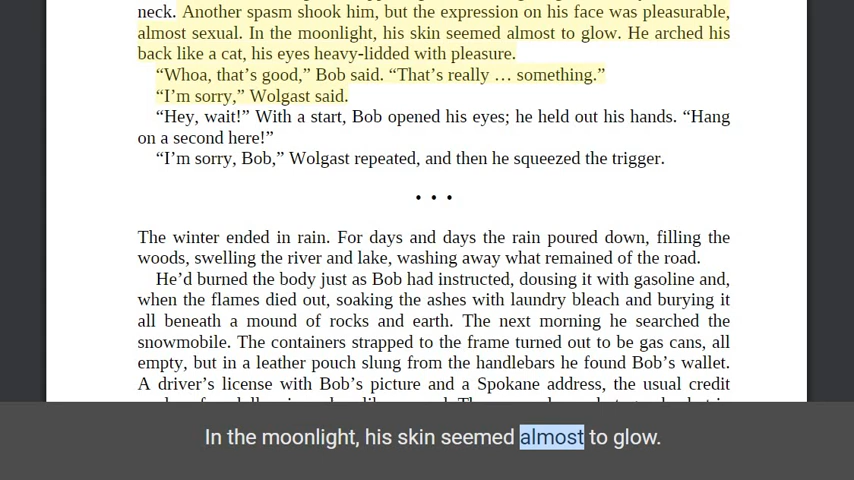 neck. Another spasm shook him, but the expression on his face was pleasurable,
almost sexual. In the moonlight, his skin seemed almost to glow. He arched his
back like a cat, his eyes heavy-lidded with pleasure.
“Whoa, that’s good,” Bob said. “That’s really … something.”
“I’m sorry,” Wolgast said.
“Hey, wait!” With a start, Bob opened his eyes; he held out his hands. “Hang
on a second here!”
“I’m sorry, Bob,” Wolgast repeated, and then he squeezed the trigger.
• • •
The winter ended in rain. For days and days the rain poured down, filling the
woods, swelling the river and lake, washing away what remained of the road.
He’d burned the body just as Bob had instructed, dousing it with gasoline and,
when the flames died out, soaking the ashes with laundry bleach and burying it
all beneath a mound of rocks and earth. The next morning he searched the
snowmobile. The containers strapped to the frame turned out to be gas cans, all
empty, but in a leather pouch slung from the handlebars he found Bob’s wallet.
A driver’s license with Bob’s picture and a Spokane address, the usual credit
In the moonlight, his skin seemed almost to glow.